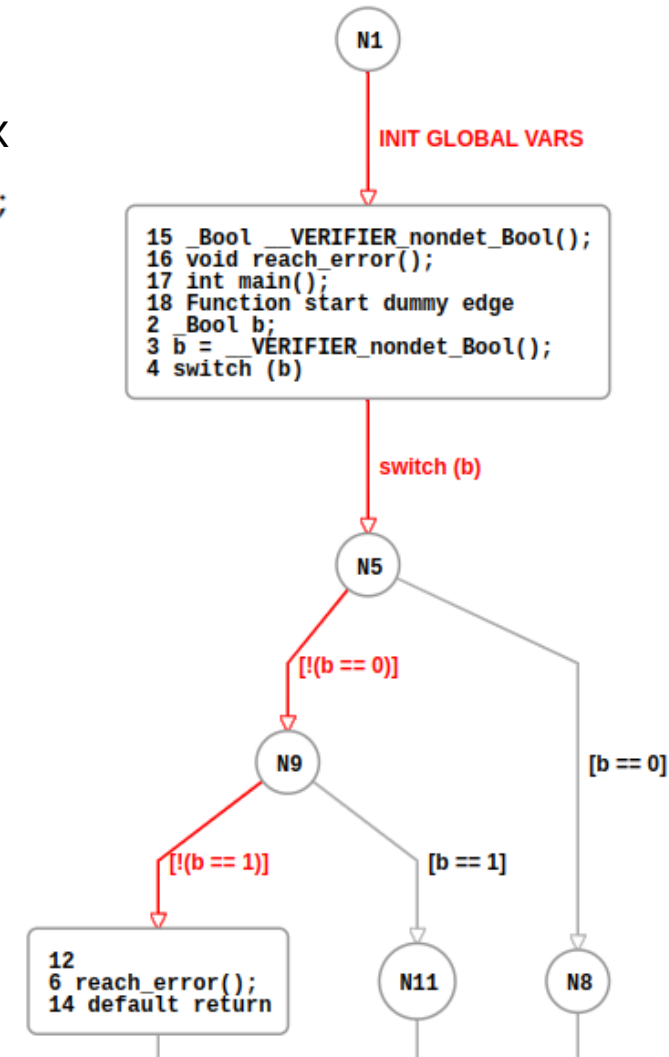 N1
x
INIT GLOBAL VARS
;
15 _Bool __VERIFIER_nondet_Bool();
16 void reach_error();
17 int main();
18 Function start dummy edge
2 _Bool b;
3 b = __VERIFIER_nondet_Bool();
4 switch (b)
switch (b)
N5
[!(b == 0)]
N9
[b == 0]
[!(b == 1)]
[b == 1]
12
6 reach_error();
14 default return
N11
N8